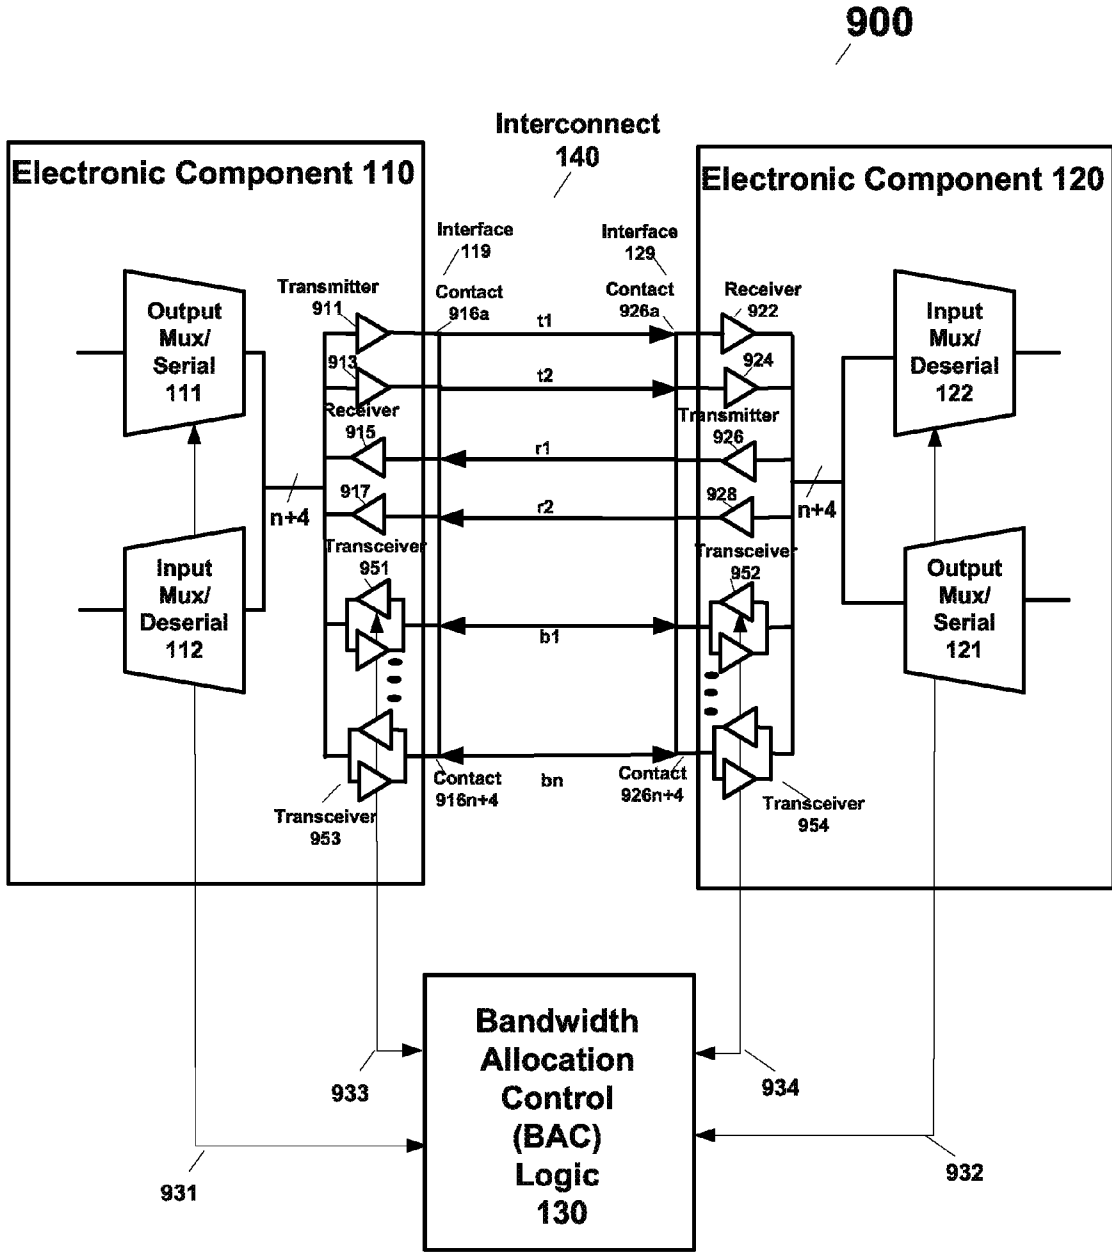 900
Interconnect
140
Electronic Component 110
Electronic Component 120
Interface
119
Interface
129
Transmitter
911
Contact
916a
Contact
926a
Receiver
922
Output
Mux/
Serial
111
Input
Mux/
Deserial
122
t1
913
t2
924
Receiver
915
Transmitter
926
r1
917
r2
928
n+4
n+4
Transceiver
951
Transceiver
952
Input
Mux/
Deserial
112
Output
Mux/
Serial
121
b1
bn
Contact
916n+4
Contact
926n+4
Transceiver
953
Transceiver
954
Bandwidth
Allocation
Control
(BAC)
Logic
130
933
934
931
932